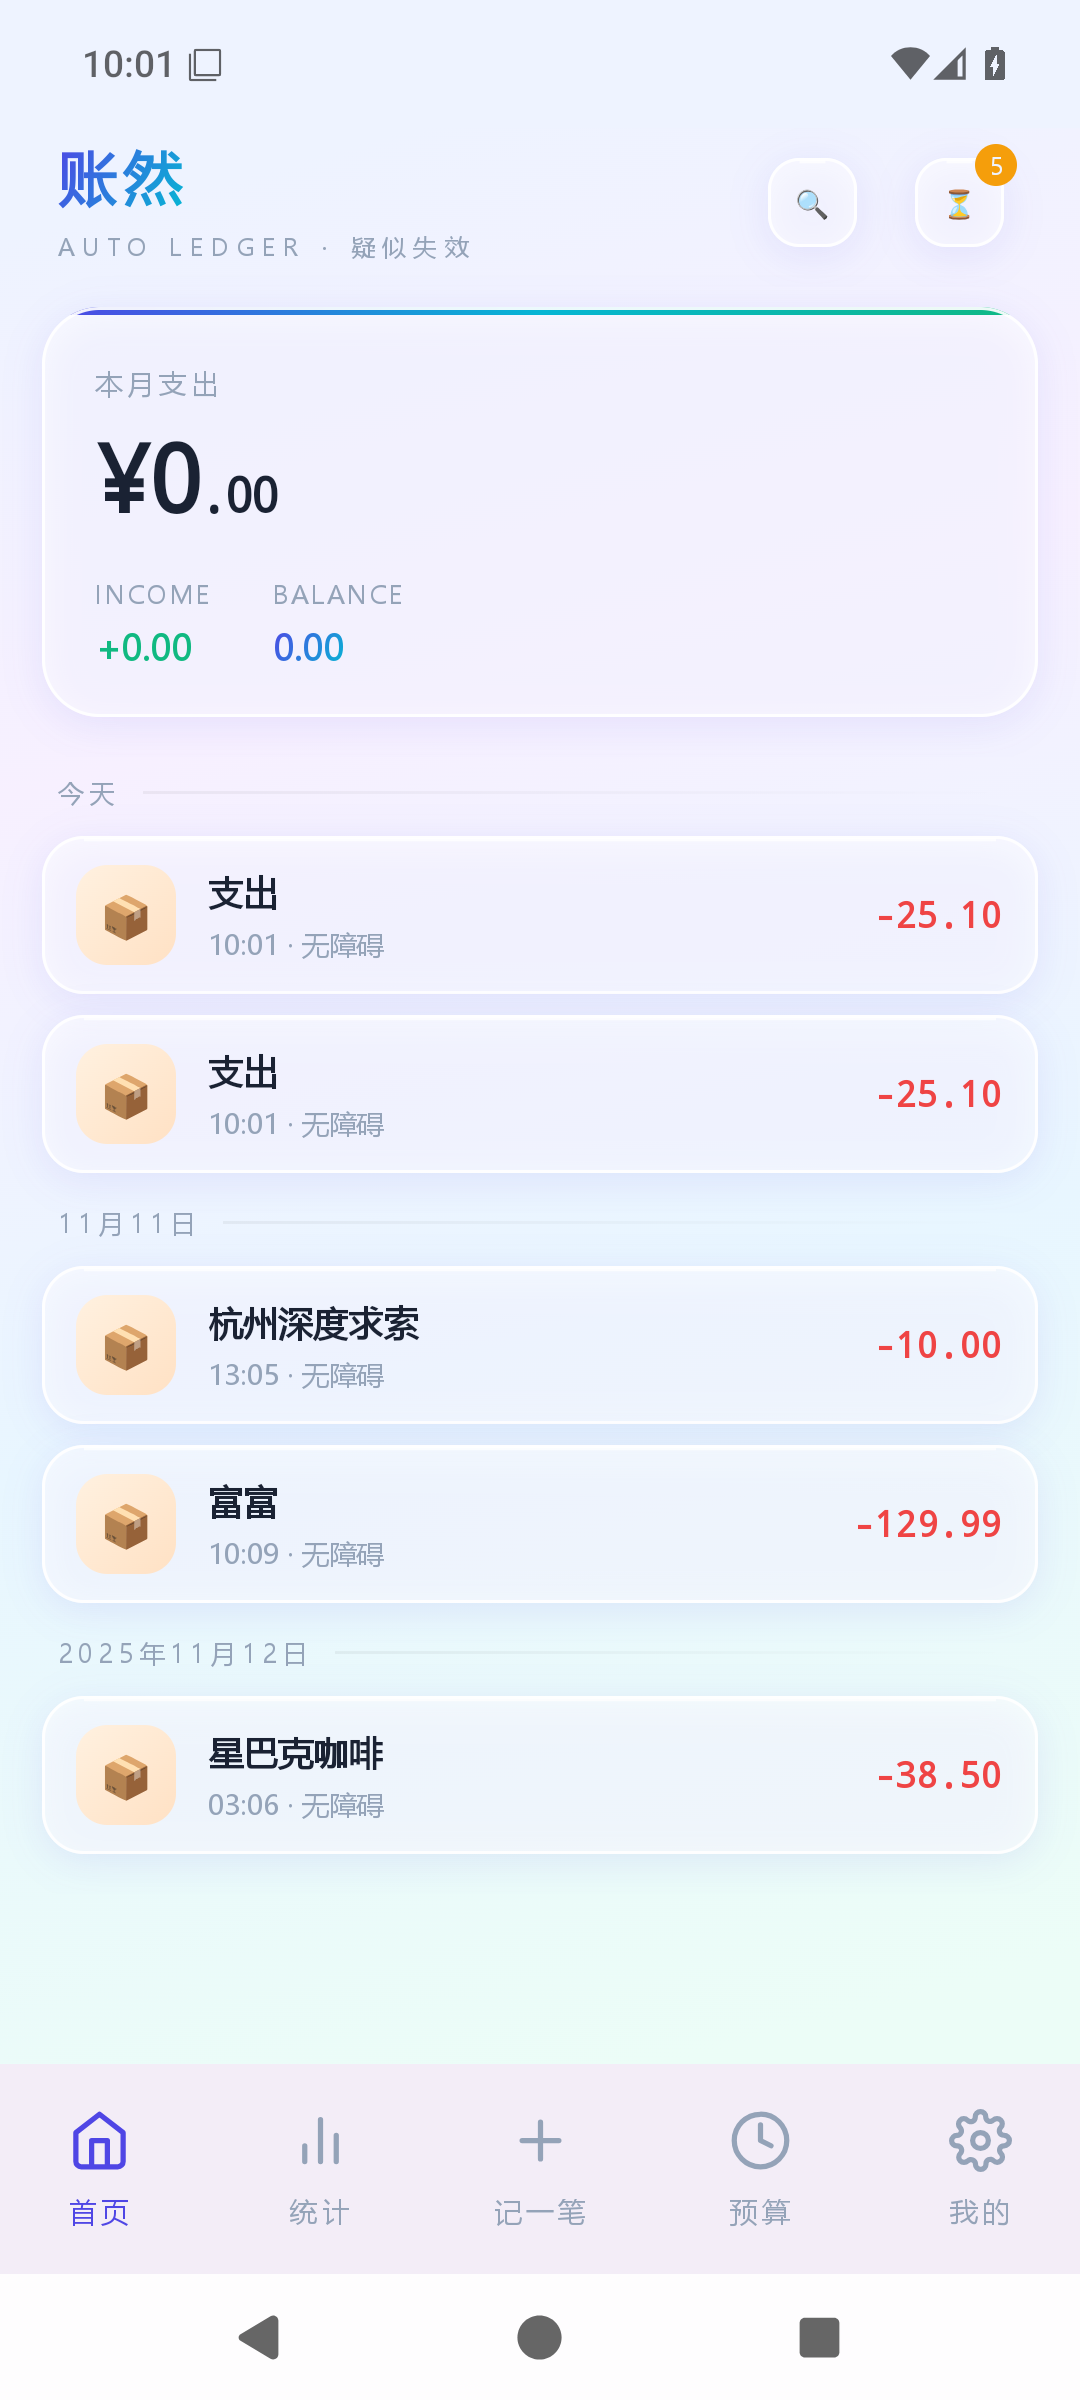 10:01
账然
AUTO LEDGER · 疑似失效
5
本月支出
¥0.00
INCOME BALANCE
+0.00 0.00
今天
支出
10:01 · 无障碍
-25.10
支出
10:01 · 无障碍
-25.10
11月11日
杭州深度求索
13:05 · 无障碍
-10.00
富富
10:09 · 无障碍
-129.99
2025年11月12日
星巴克咖啡
03:06 · 无障碍
-38.50
首页 统计 记一笔 预算 我的